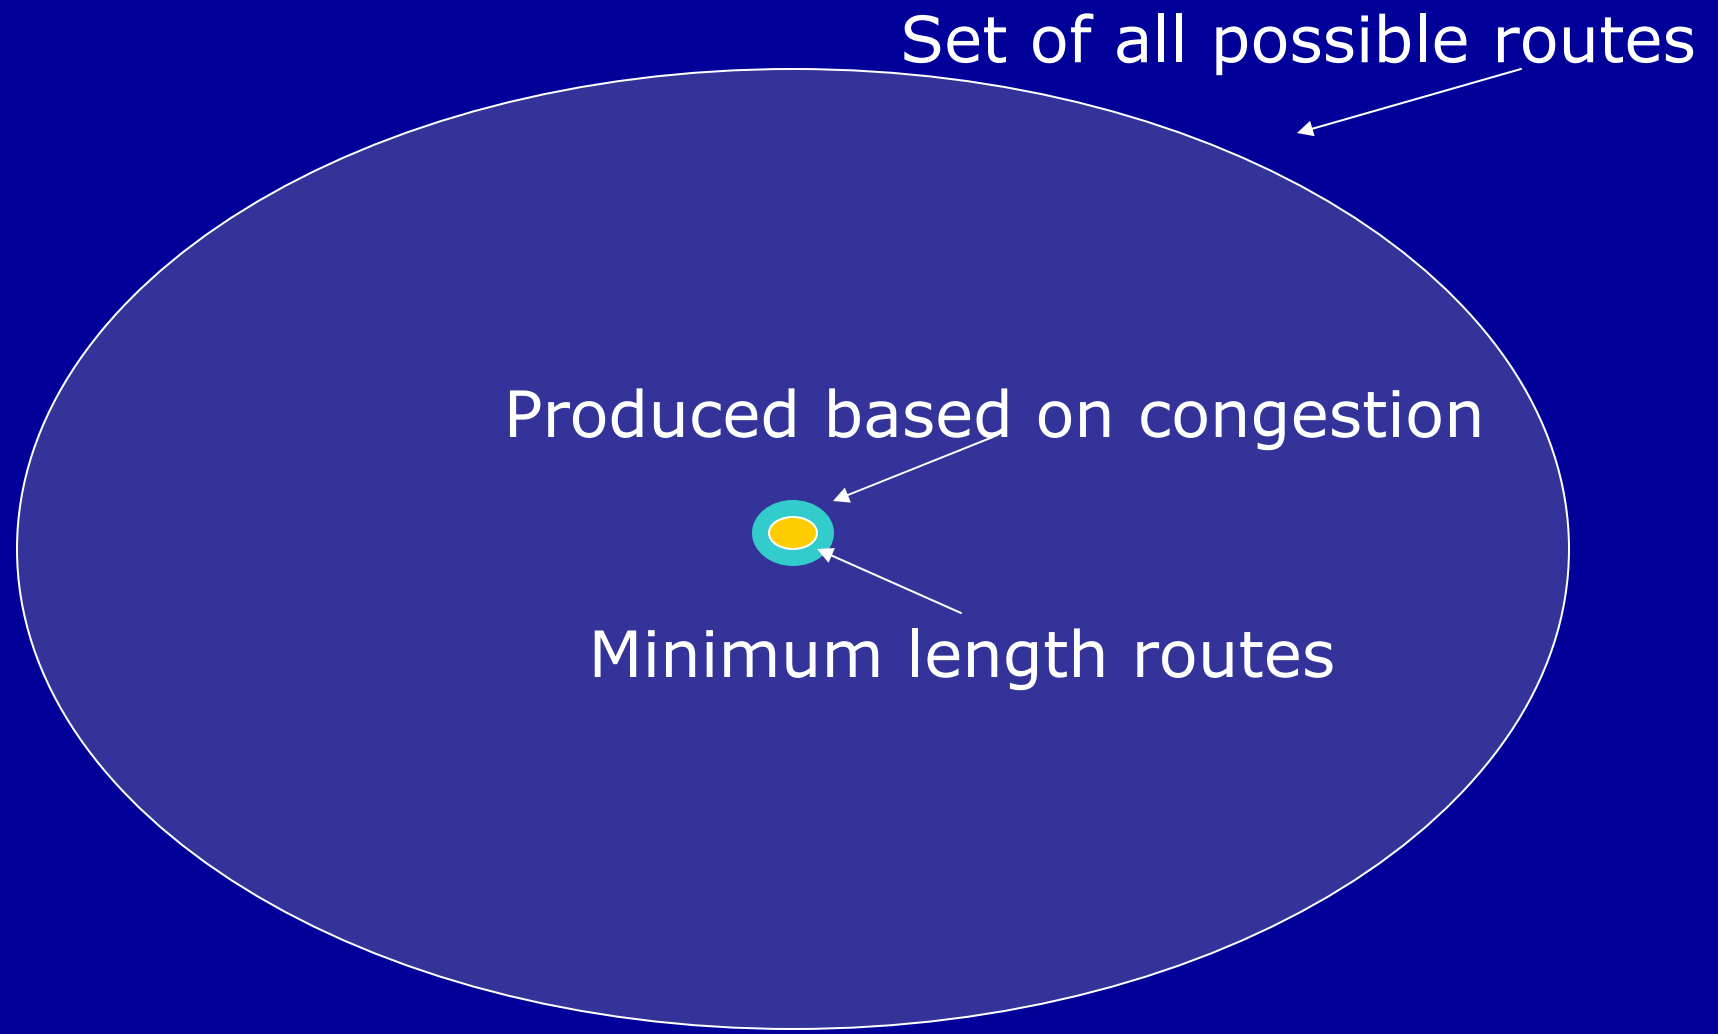 Set of all possible routes
Produced based on congestion
Minimum length routes